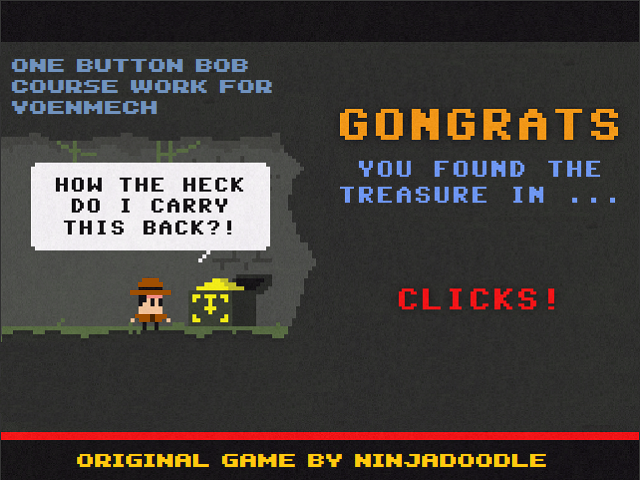 ONE BUTTON BOB
COURSE WORK FOR
VOENMECH
GONGRATS
YOU FOUND THE
TREASURE IN ...
HOW THE HECK
DO I CARRY
THIS BACK?!
CLICKS!
ORIGINAL GAME BY NINJADOODLE